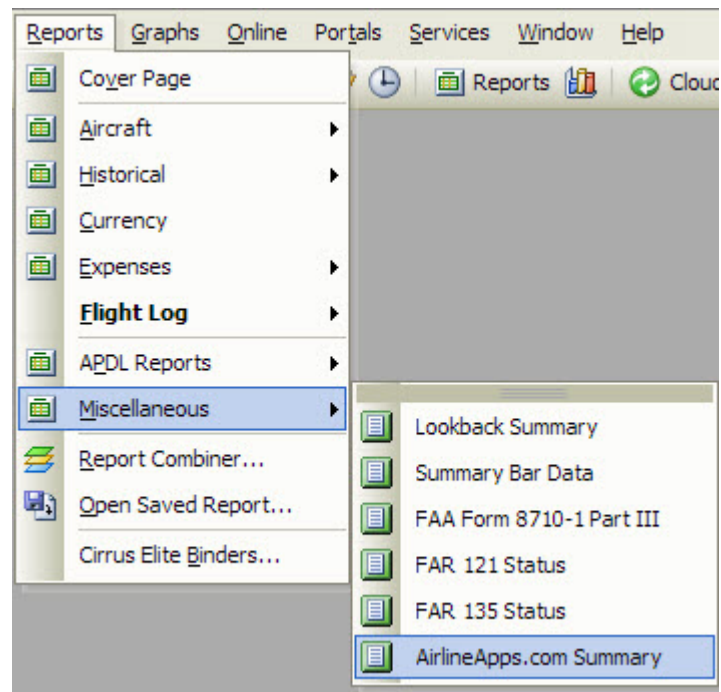 Reports Graphs Online Portals Services Window Help
Reports Cloud
Cover Page
Aircraft
Historical
Currency
Expenses
Flight Log
APDL Reports
Miscellaneous
Report Combiner...
Open Saved Report...
Cirrus Elite Binders...
Lookback Summary
Summary Bar Data
FAA Form 8710-1 Part III
FAR 121 Status
FAR 135 Status
AirlineApps.com Summary